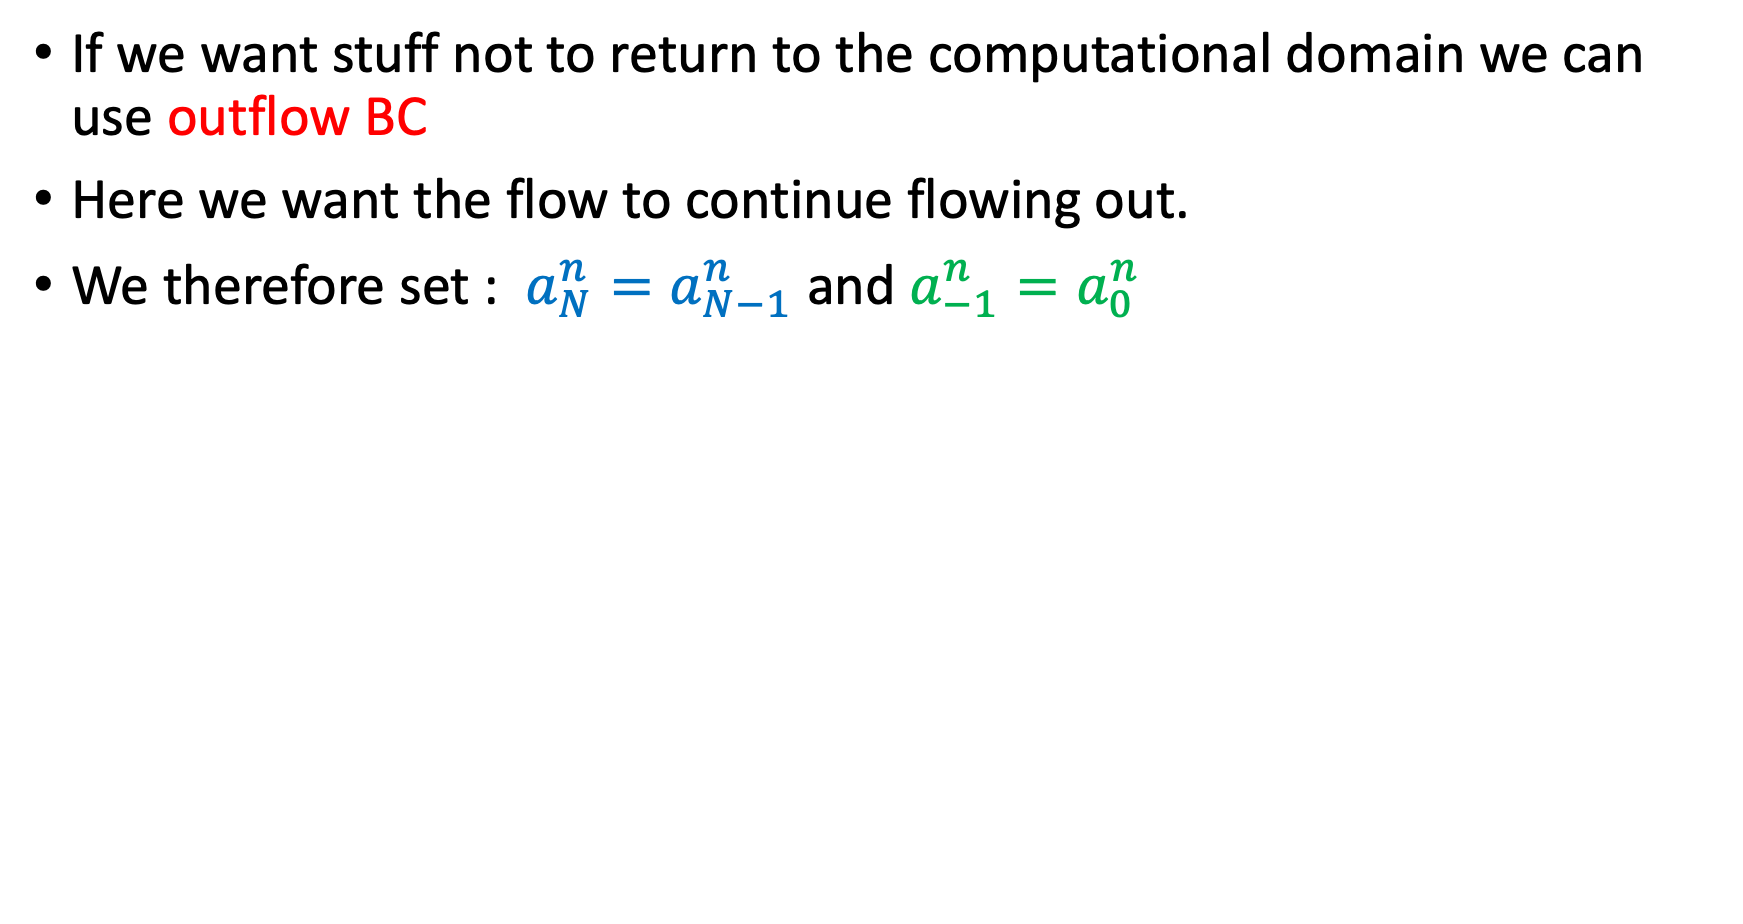 • If we want stuff not to return to the computational domain we can
use outflow BC
• Here we want the flow to continue flowing out.
• We therefore set : $a_N^n = a_{N-1}^n$ and $a_{-1}^n = a_0^n$